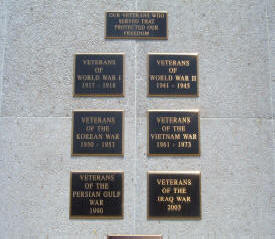 OUR VETERANS WHO
SERVED THAT
PROTECTED OUR
FREEDOM
VETERANS
OF
WORLD WAR I
1917 - 1918
VETERANS
OF
WORLD WAR II
1941 - 1945
VETERANS
OF THE
KOREAN WAR
1950 - 1953
VETERANS
OF THE
VIETNAM WAR
1961 - 1973
VETERANS
OF THE
PERSIAN GULF
WAR
1990
VETERANS
OF THE
IRAQ WAR
2003